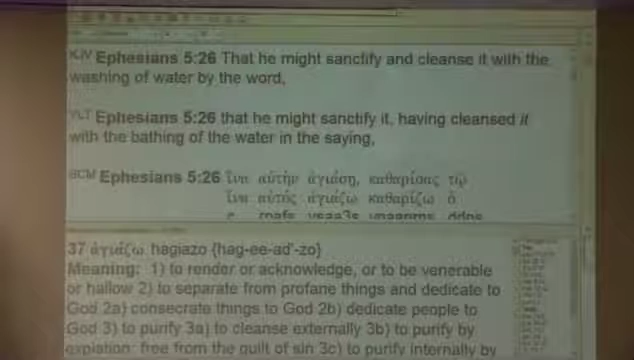 KJV Ephesians 5:26 That he might sanctify and cleanse it with the
washing of water by the word,
YLT Ephesians 5:26 that he might sanctify it, having cleansed it
with the bathing of the water in the saying,
Ephesians 5:26 ἵνα αὐτὴν ἁγιάσῃ, καθαρίσας τῷ
ἵνα αὐτός ἁγιάζω καθαρίζω ὁ
37 ἁγιάζω hagiazo {hag-ee-ad'-zo}
Meaning: 1) to render or acknowledge, or to be venerable
or hallow 2) to separate from profane things and dedicate to
God 2a) consecrate things to God 2b) dedicate people to
God 3) to purify 3a) to cleanse externally 3b) to purify by
expiation: free from the guilt of sin 3c) to purify internally by